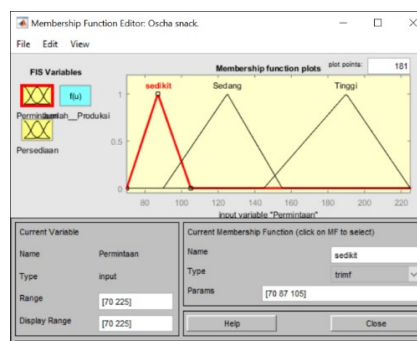 Membership Function Editor: Oscha snack.
File Edit View
FIS Variables
Membership function plots
plot points: 181
f(u)
Persediaan
sedikit Sedang Tinggi
1
0.5
0
80 100 120 140 160 180 200 220
input variable "Permintaan"
Current Variable
Name Permintaan
Type input
Range [70 225]
Display Range [70 225]
Current Membership Function (click on MF to select)
Name sedikit
Type trimf
Params [70 87 105]
Help Close